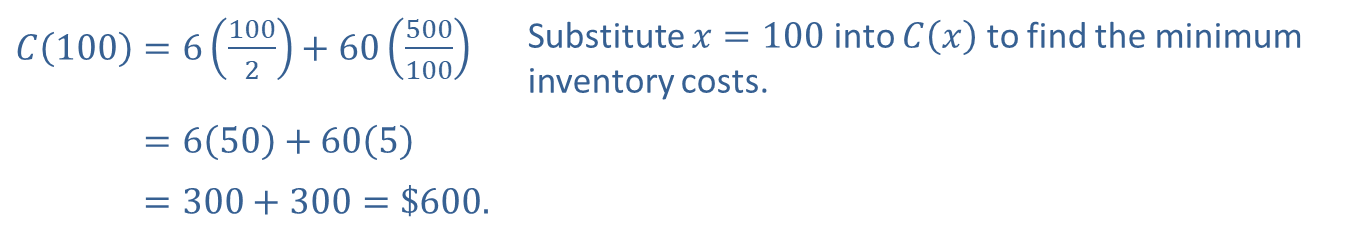 C(100) = 6(100/2) + 60(500/100) Substitute x = 100 into C(x) to find the minimum
inventory costs.
= 6(50) + 60(5)
= 300 + 300 = $600.